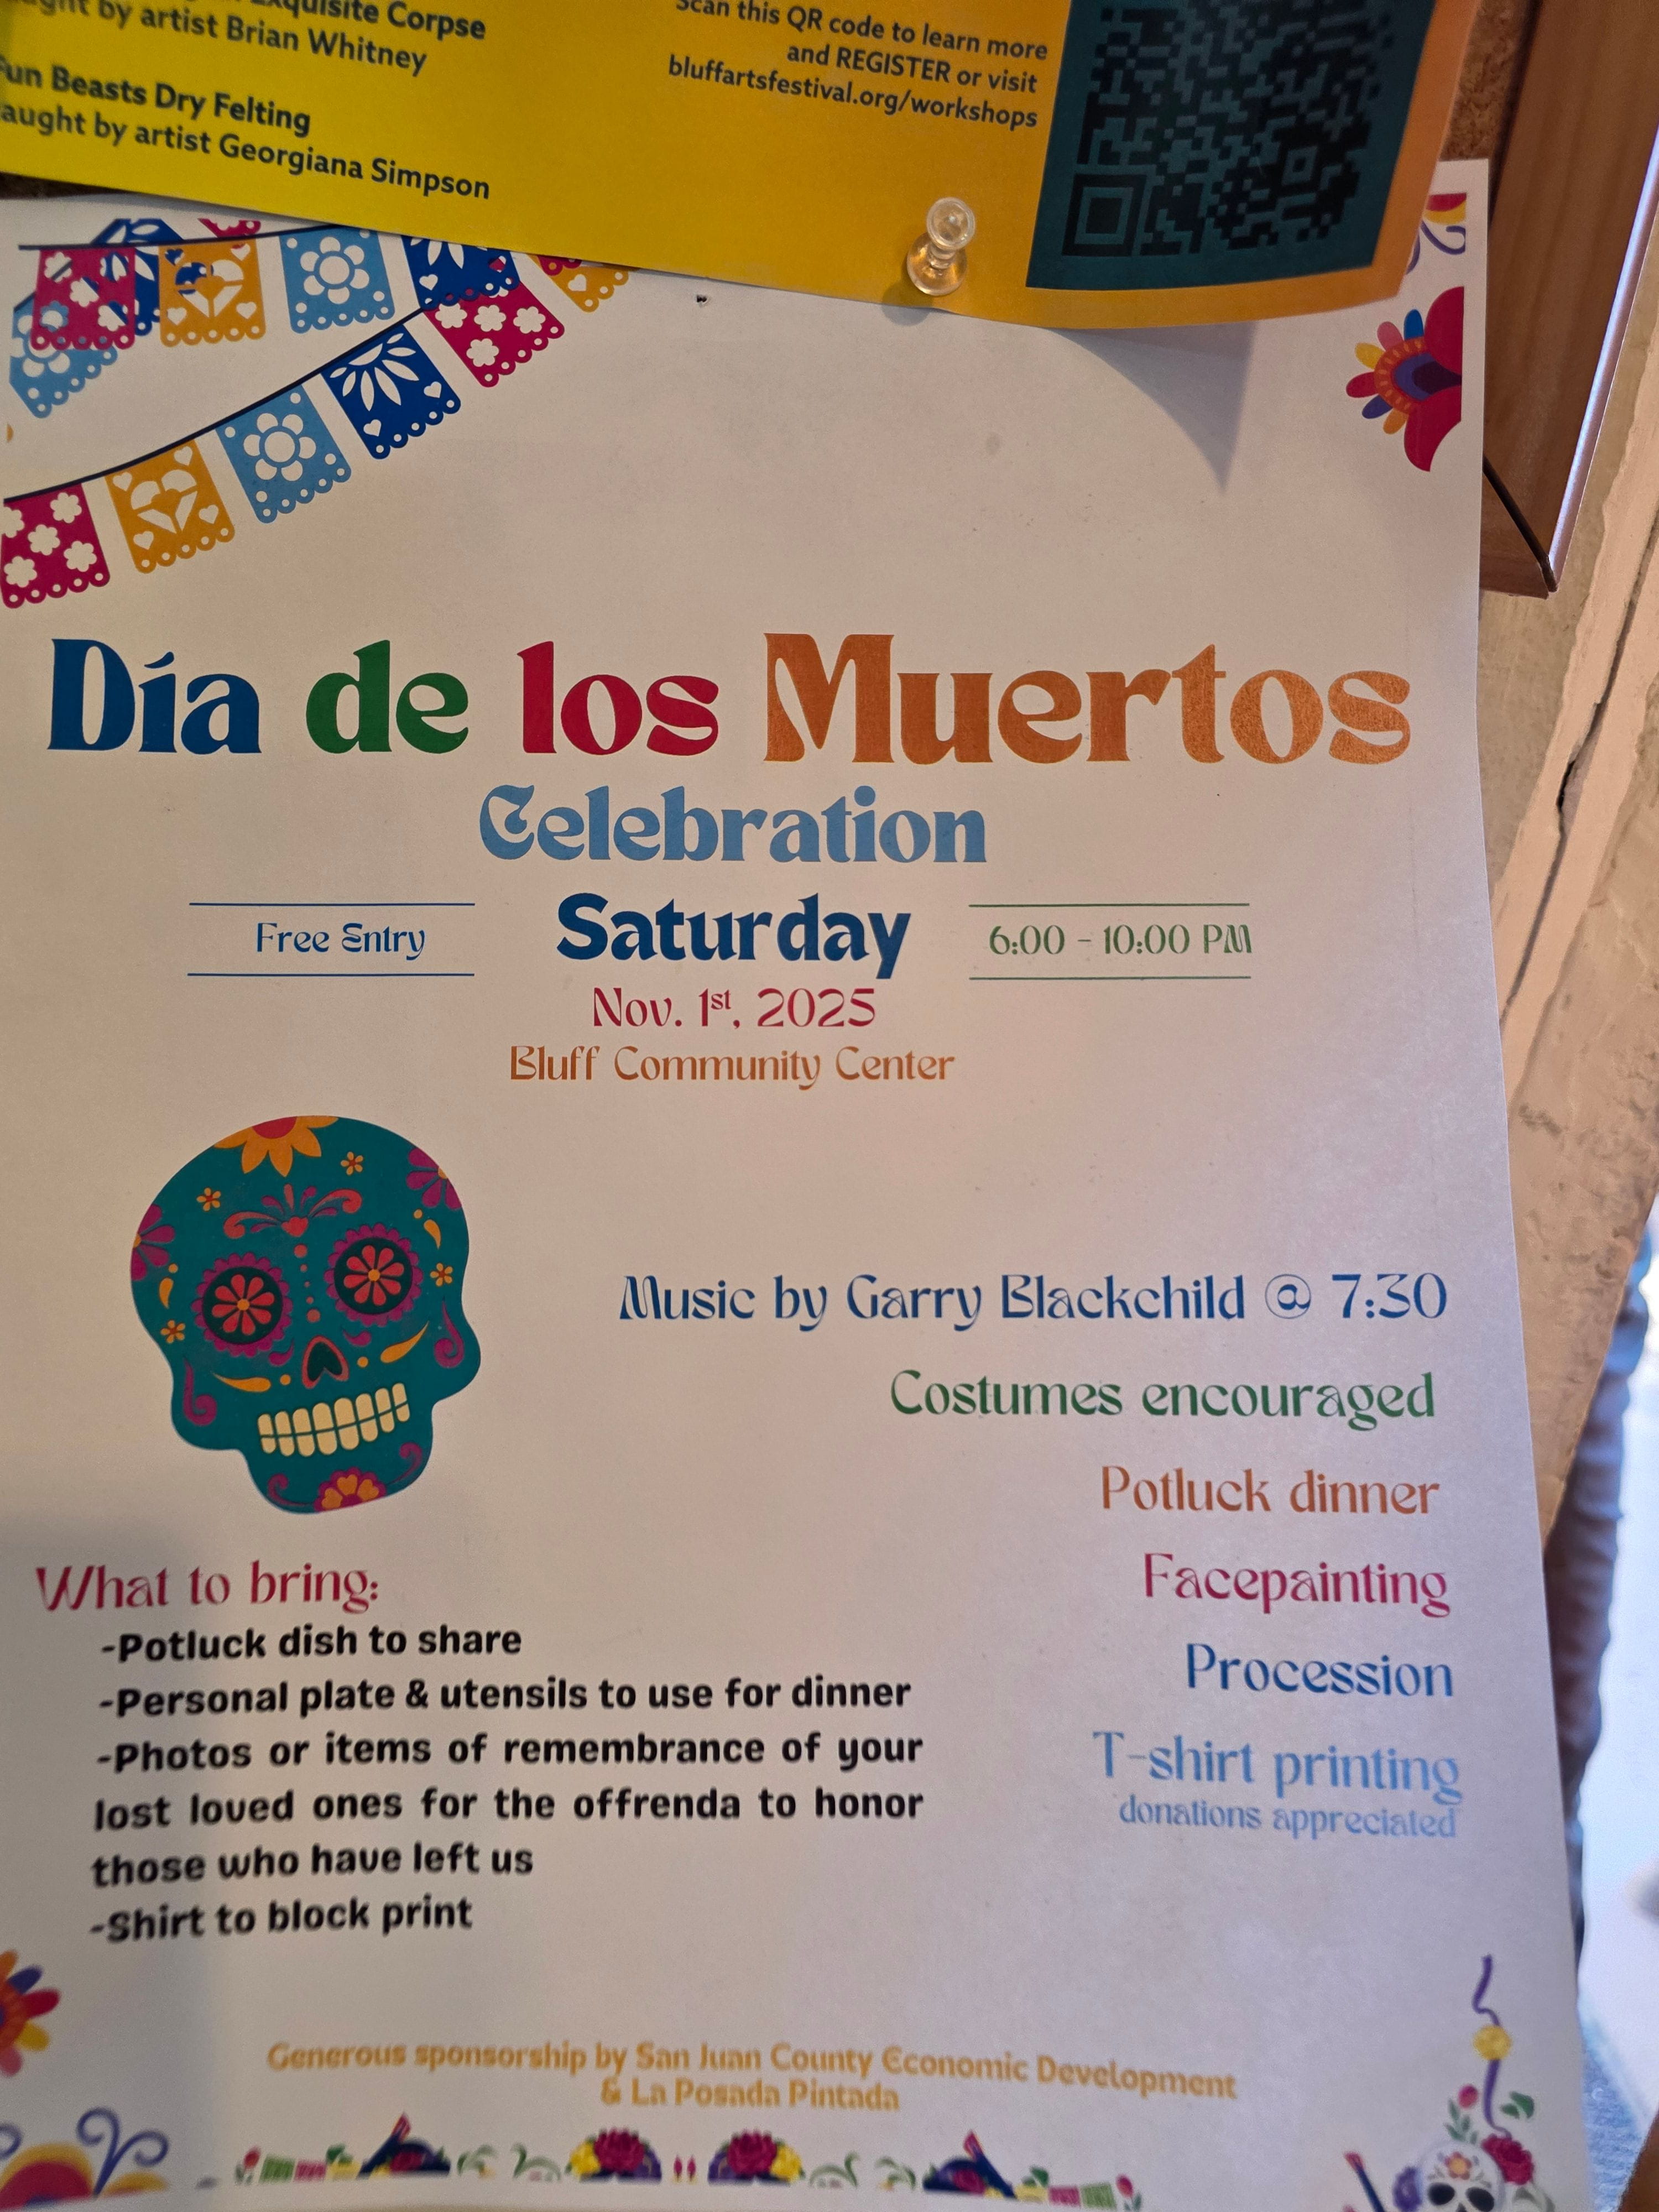 Exquisite Corpse
by artist Brian Whitney
Fun Beasts Dry Felting
taught by artist Georgiana Simpson
Scan this QR code to learn more
and REGISTER or visit
bluffartsfestival.org/workshops
Día de los Muertos
Celebration
Free Entry
Saturday
6:00 - 10:00 PM
Nov. 1st, 2025
Bluff Community Center
Music by Garry Blackchild @ 7:30
Costumes encouraged
Potluck dinner
Facepainting
Procession
T-shirt printing
donations appreciated
What to bring:
-Potluck dish to share
-Personal plate & utensils to use for dinner
-Photos or items of remembrance of your
lost loved ones for the offrenda to honor
those who have left us
-Shirt to block print
Generous sponsorship by San Juan County Economic Development
& La Posada Pintada